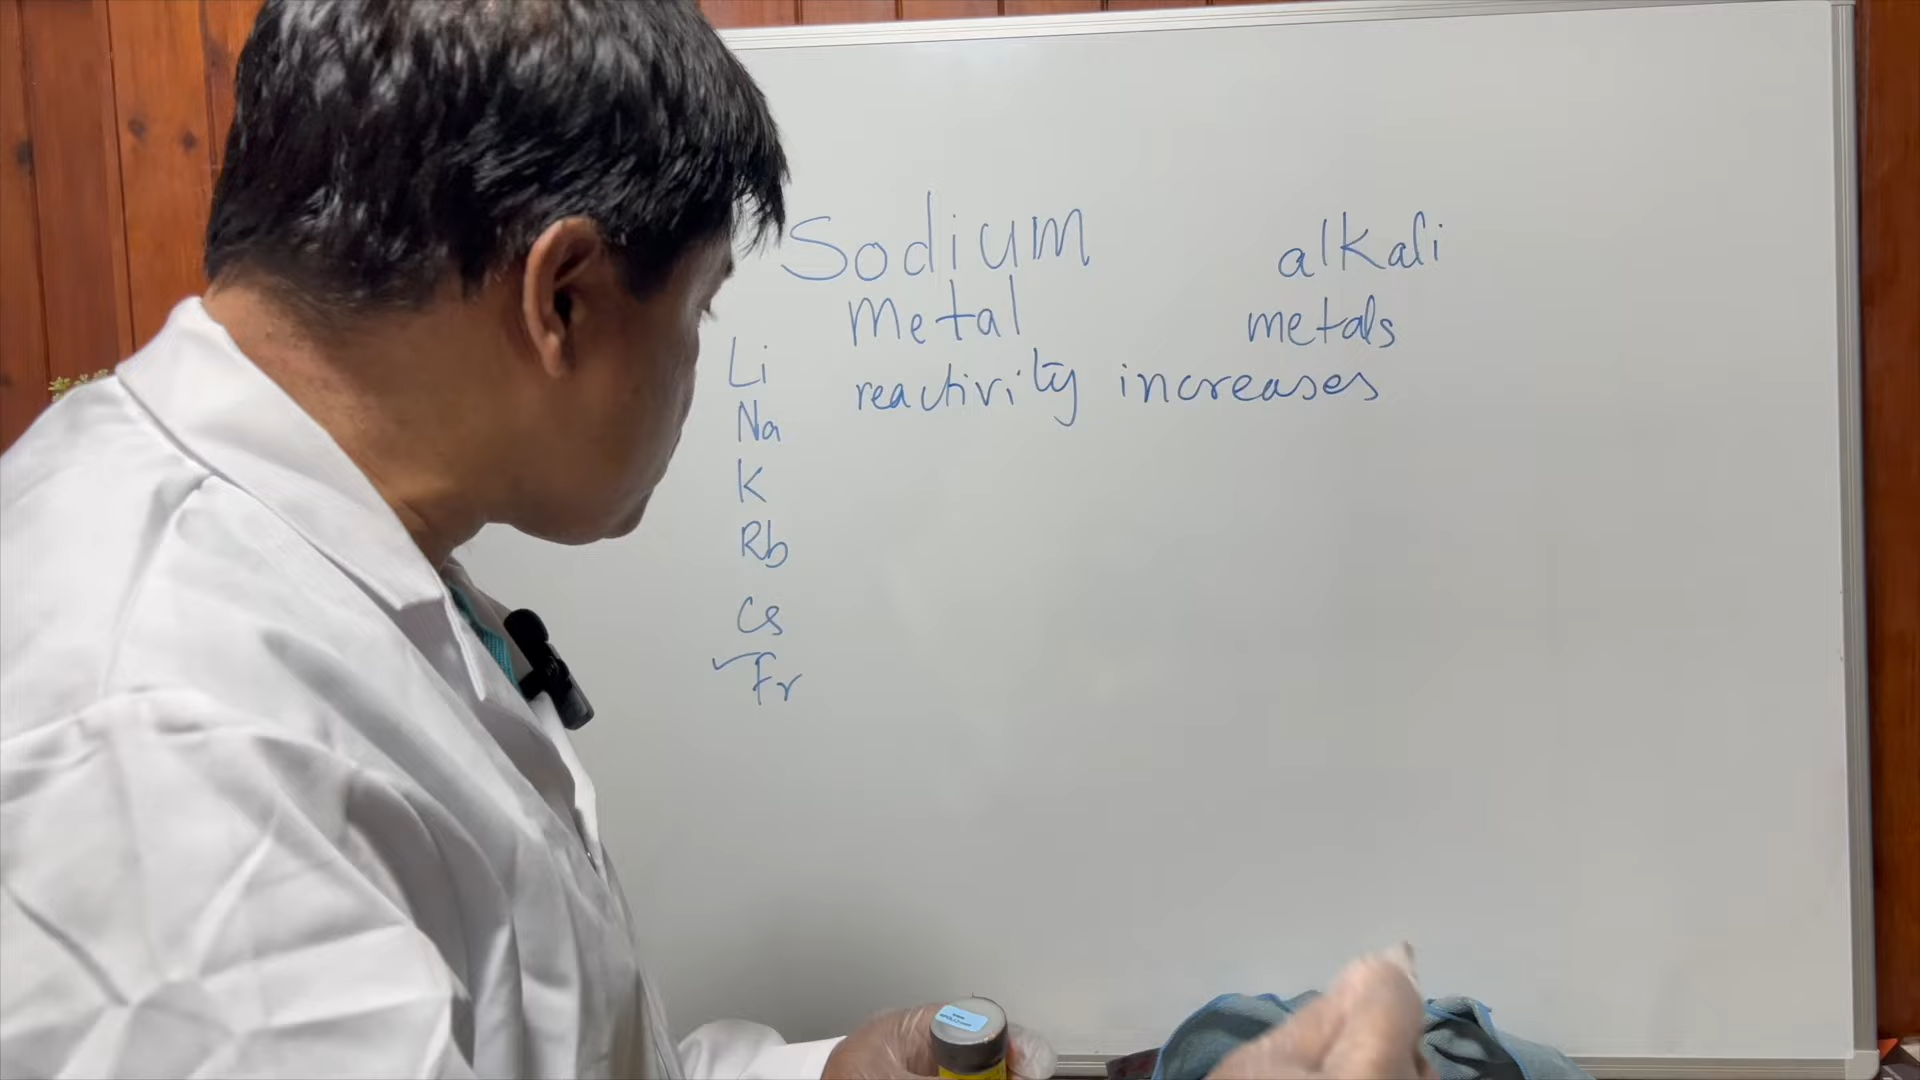 Sodium alkali
Metal metals
Li
reactivity increases
Na
K
Rb
Cs
Fr